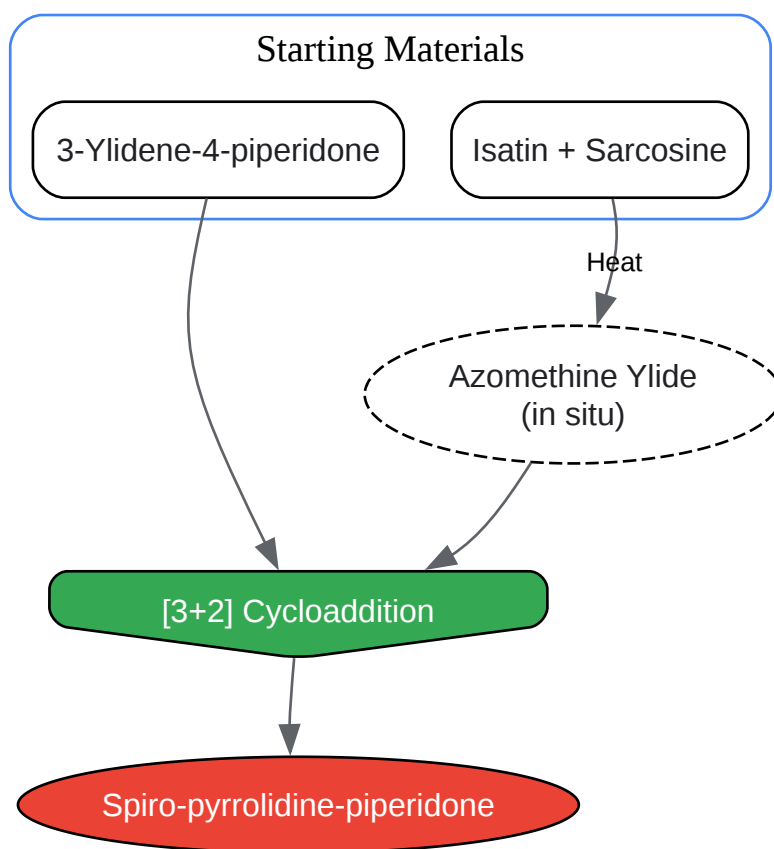 Starting Materials
3-Ylidene-4-piperidone
Isatin + Sarcosine
Heat
Azomethine Ylide
(in situ)
[3+2] Cycloaddition
Spiro-pyrrolidine-piperidone